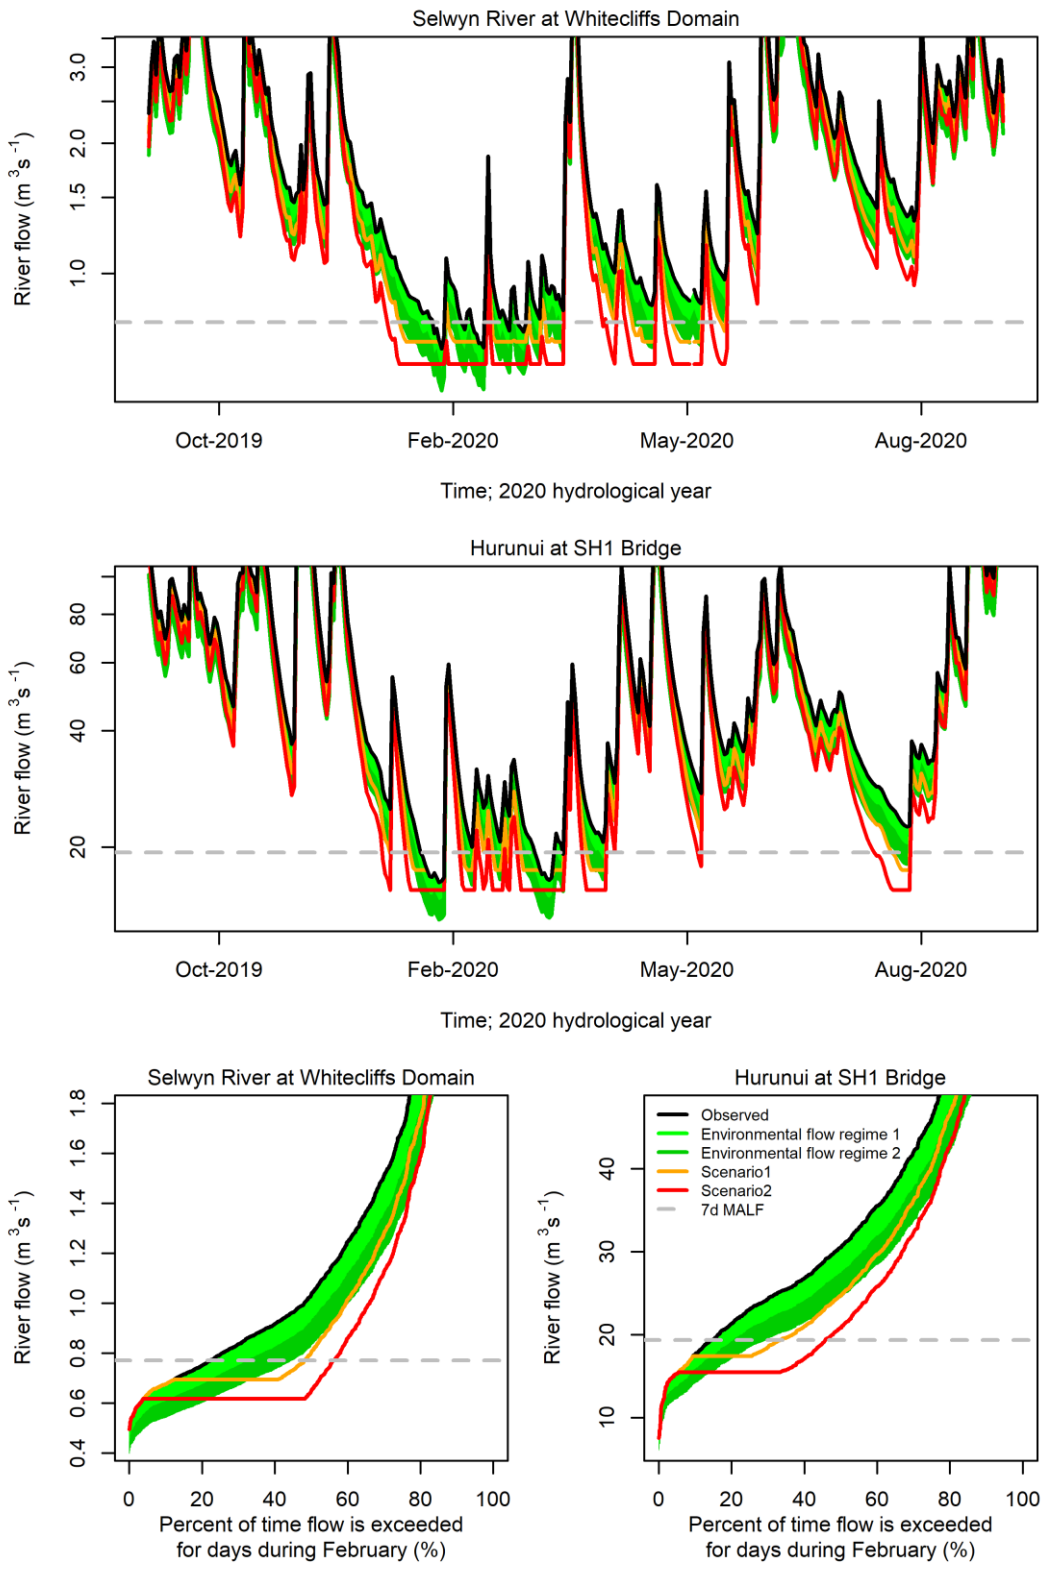 Selwyn River at Whitecliffs Domain
River flow (m³s⁻¹)
3.0
2.0
1.5
1.0
Oct-2019 Feb-2020 May-2020 Aug-2020
Time; 2020 hydrological year
Hurunui at SH1 Bridge
River flow (m³s⁻¹)
80
60
40
20
Oct-2019 Feb-2020 May-2020 Aug-2020
Time; 2020 hydrological year
Selwyn River at Whitecliffs Domain
River flow (m³s⁻¹)
1.8
1.6
1.4
1.2
1.0
0.8
0.6
0.4
0 20 40 60 80 100
Percent of time flow is exceeded
for days during February (%)
Hurunui at SH1 Bridge
Observed
Environmental flow regime 1
Environmental flow regime 2
Scenario1
Scenario2
7d MALF
River flow (m³s⁻¹)
40
30
20
10
0 20 40 60 80 100
Percent of time flow is exceeded
for days during February (%)